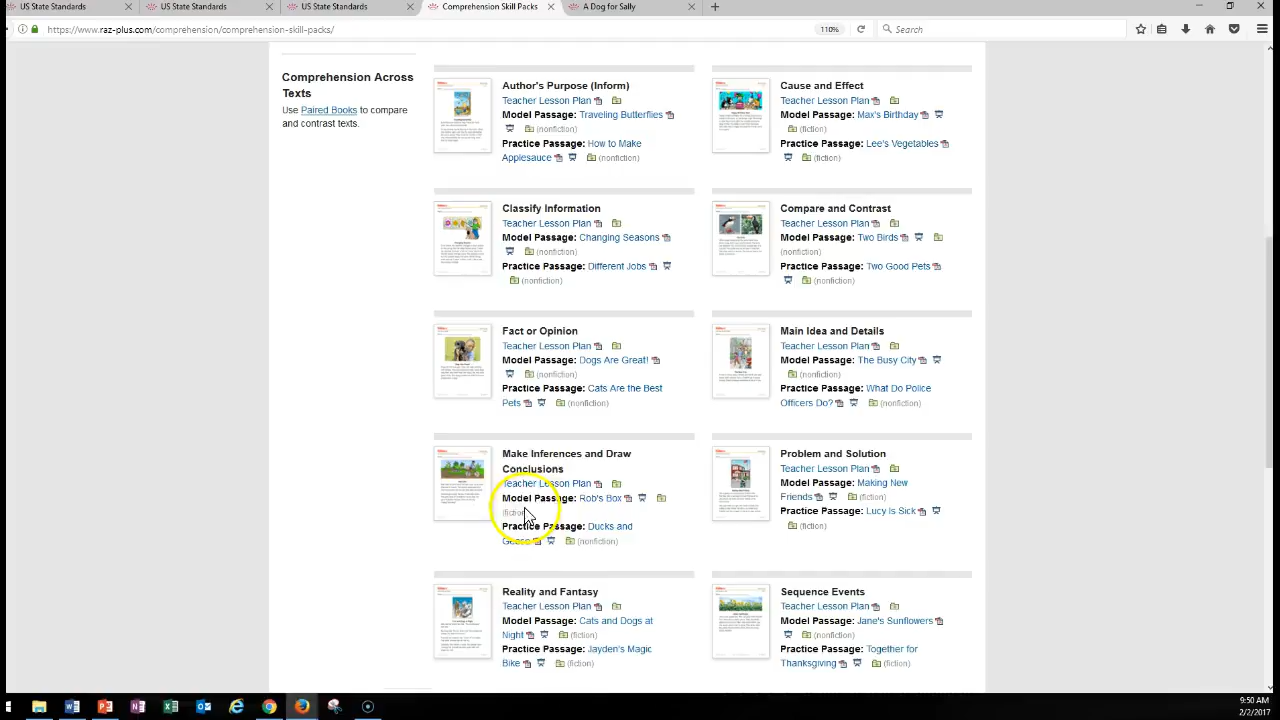 US State Standards
US State Standards
US State Standards
Comprehension Skill Packs
A Dog for Sally
https://www.raz-plus.com/comprehension/comprehension-skill-packs/
110%
Search
Comprehension Across
Texts
Use Paired Books to compare
and contrast texts.
Author's Purpose (Inform)
Teacher Lesson Plan
Model Passage: Traveling Butterflies
(nonfiction)
Practice Passage: How to Make
Applesauce (nonfiction)
Cause and Effect
Teacher Lesson Plan
Model Passage: Maria's Birthday
(fiction)
Practice Passage: Lee's Vegetables
(fiction)
Classify Information
Teacher Lesson Plan
Model Passage: Changing Seasons
(nonfiction)
Practice Passage: Different Jobs
(nonfiction)
Compare and Contrast
Teacher Lesson Plan
Model Passage: Two Birds
(nonfiction)
Practice Passage: Two Good Pets
(nonfiction)
Fact or Opinion
Teacher Lesson Plan
Model Passage: Dogs Are Great!
(nonfiction)
Practice Passage: Cats Are the Best
Pets (nonfiction)
Main Idea and Details
Teacher Lesson Plan
Model Passage: The Busy City
(nonfiction)
Practice Passage: What Do Police
Officers Do? (nonfiction)
Make Inferences and Draw
Conclusions
Teacher Lesson Plan
Model Passage: Rob's
(fiction)
Practice Passage: Ducks and
Geese (nonfiction)
Problem and Solution
Teacher Lesson Plan
Model Passage: Making New
Friends (fiction)
Practice Passage: Lucy Is Sick
(fiction)
Reality and Fantasy
Teacher Lesson Plan
Model Passage: Cats and Dogs at
Night (fiction)
Practice Passage: Jayden's Magic
Bike (fiction)
Sequence Events
Teacher Lesson Plan
Model Passage: Jane's Flowers
(nonfiction)
Practice Passage: Together for
Thanksgiving (fiction)
9:50 AM
2/2/2017